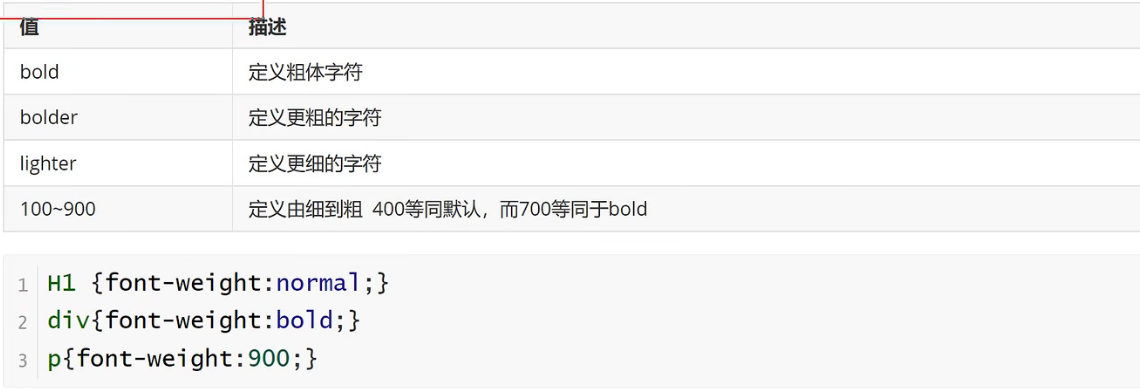 值 描述
bold 定义粗体字符
bolder 定义更粗的字符
lighter 定义更细的字符
100~900 定义由细到粗 400等同默认，而700等同于bold
1 H1 {font-weight:normal;}
2 div{font-weight:bold;}
3 p{font-weight:900;}